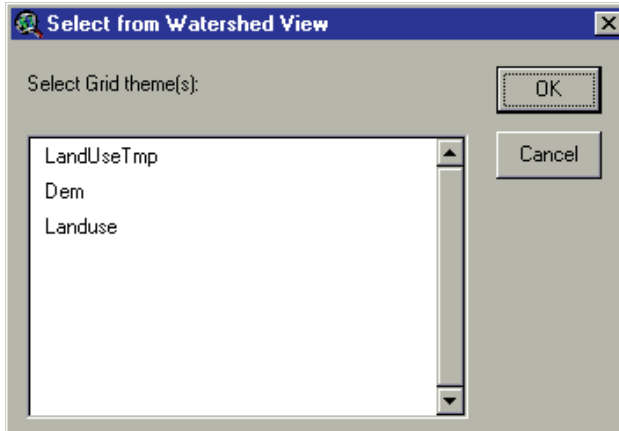 Select from Watershed View
Select Grid theme(s):
OK
LandUseTmp
Cancel
Dem
Landuse